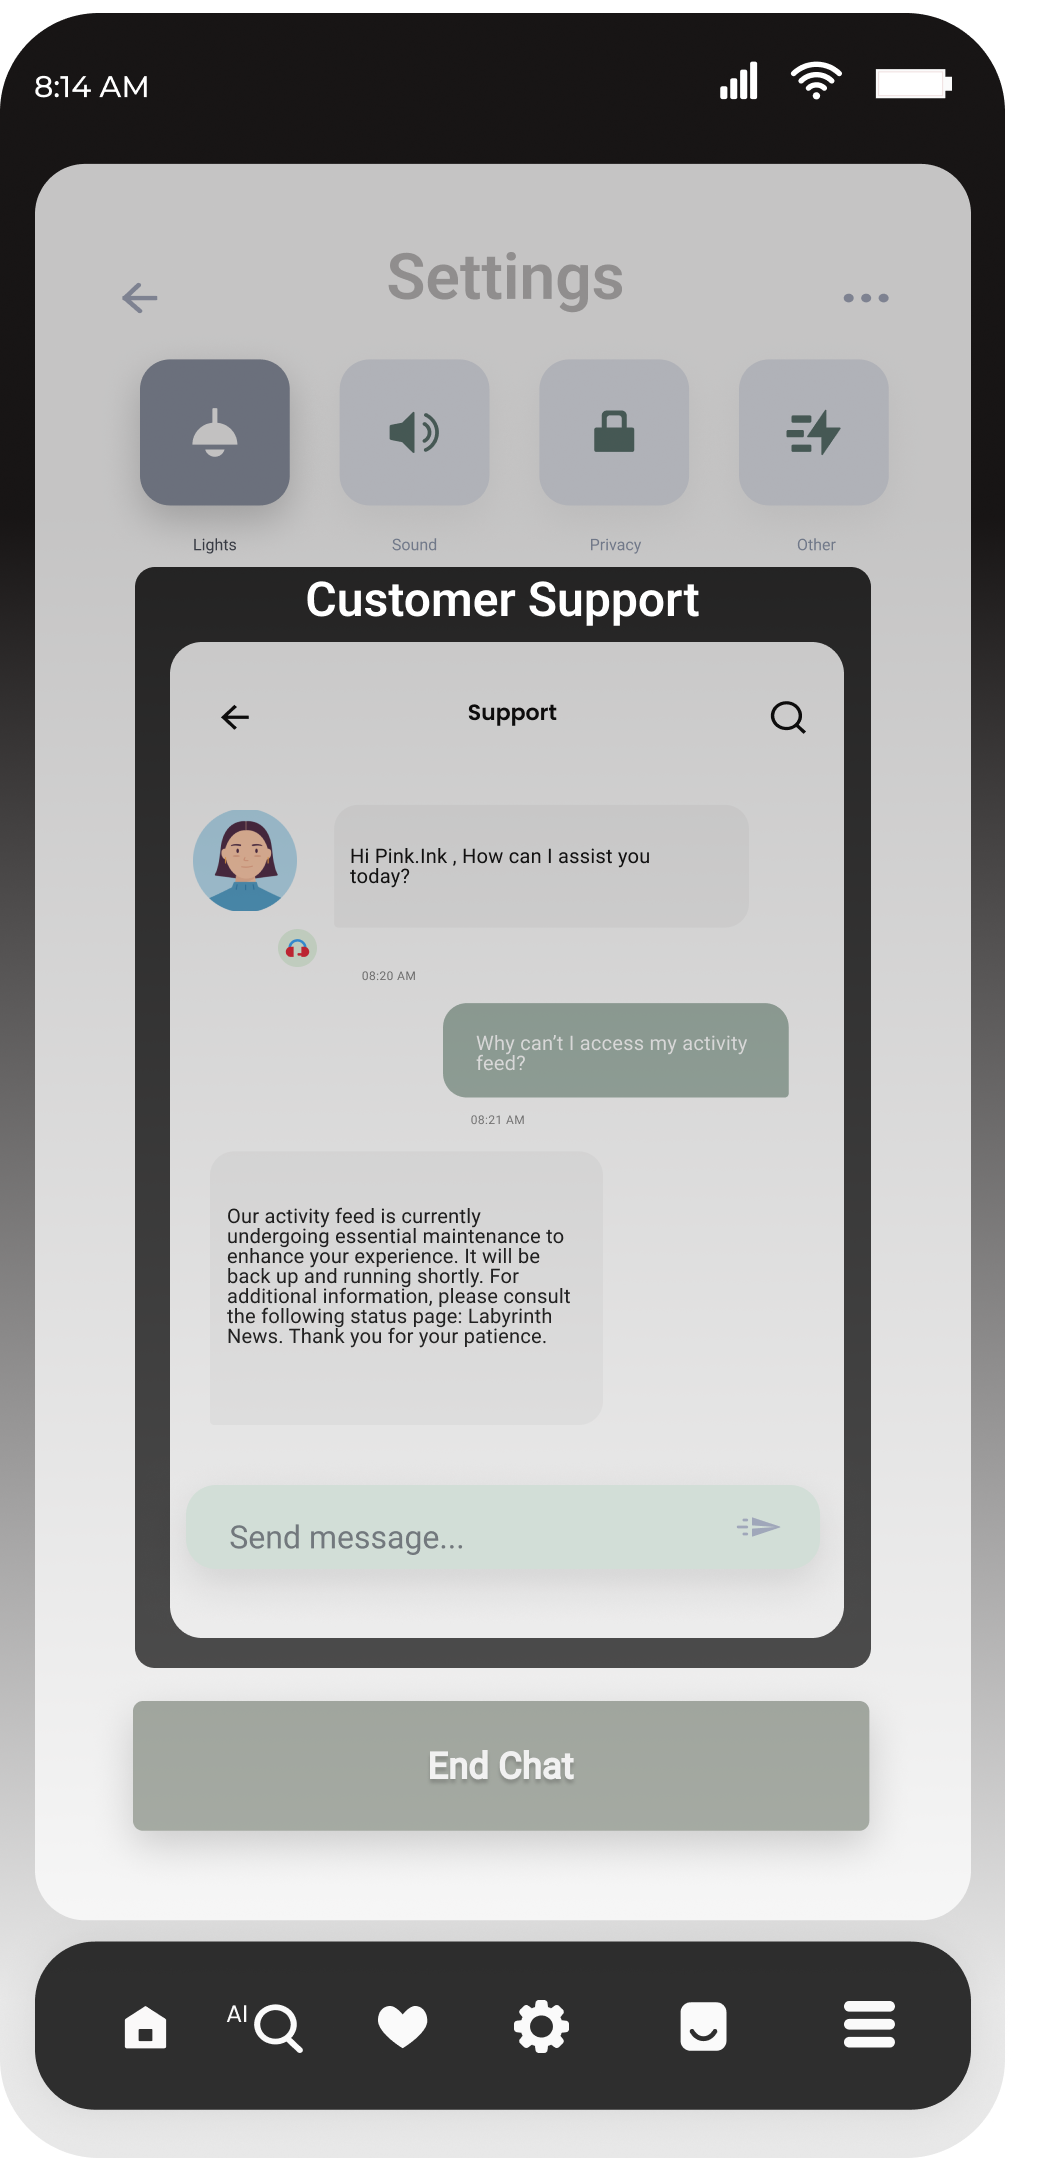 8:14 AM
Settings
Lights
Sound
Privacy
Other
Customer Support
Support
Hi Pink.Ink , How can I assist you
today?
08:20 AM
Why can’t I access my activity
feed?
08:21 AM
Our activity feed is currently
undergoing essential maintenance to
enhance your experience. It will be
back up and running shortly. For
additional information, please consult
the following status page: Labyrinth
News. Thank you for your patience.
Send message...
End Chat
AI